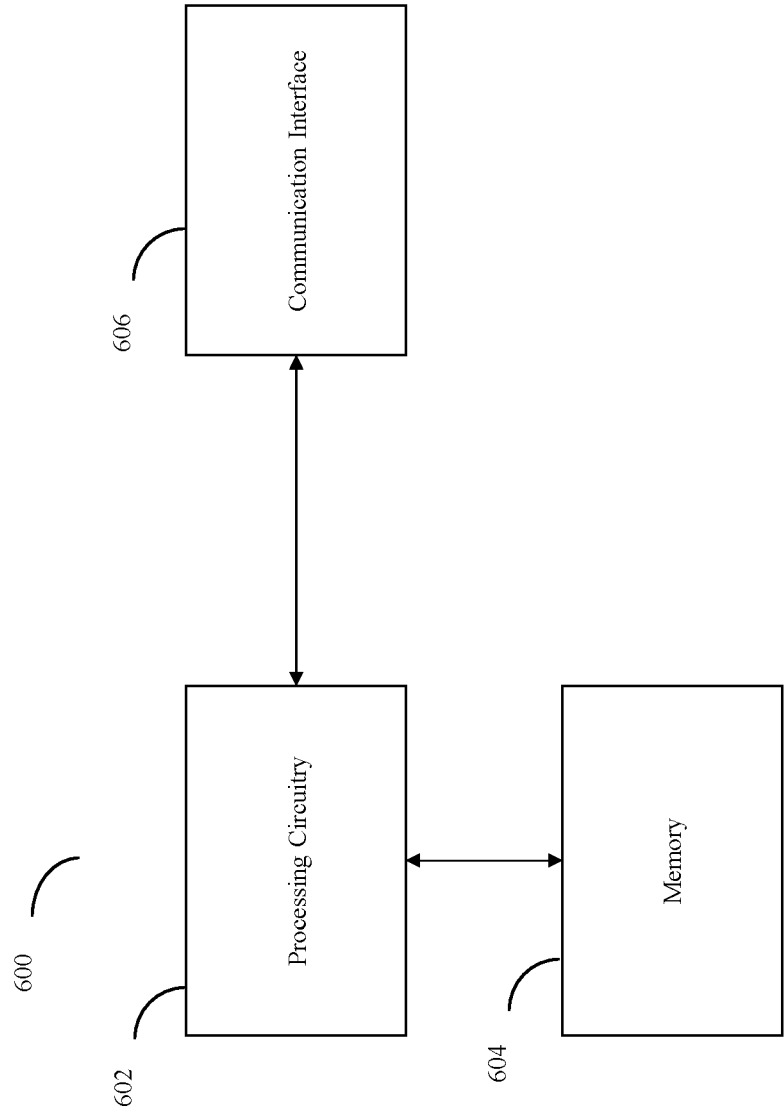 600
602
Processing Circuitry
606
Communication Interface
604
Memory